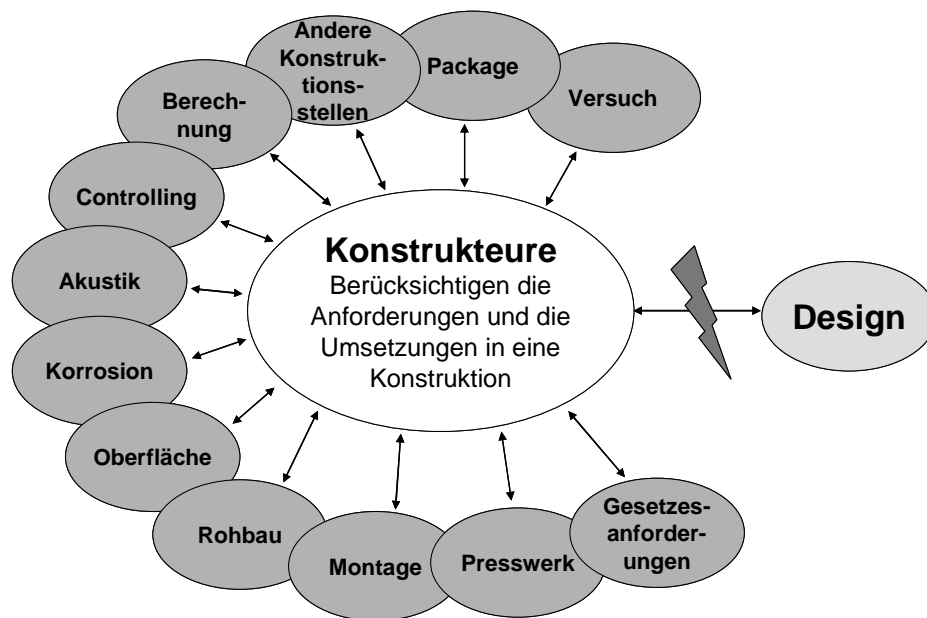 Andere
Konstruk-
tions-
stellen
Package
Versuch
Berech-
nung
Controlling
Akustik
Korrosion
Oberfläche
Rohbau
Montage
Presswerk
Gesetzes-
anforder-
ungen
Konstrukteure
Berücksichtigen die
Anforderungen und die
Umsetzungen in eine
Konstruktion
Design